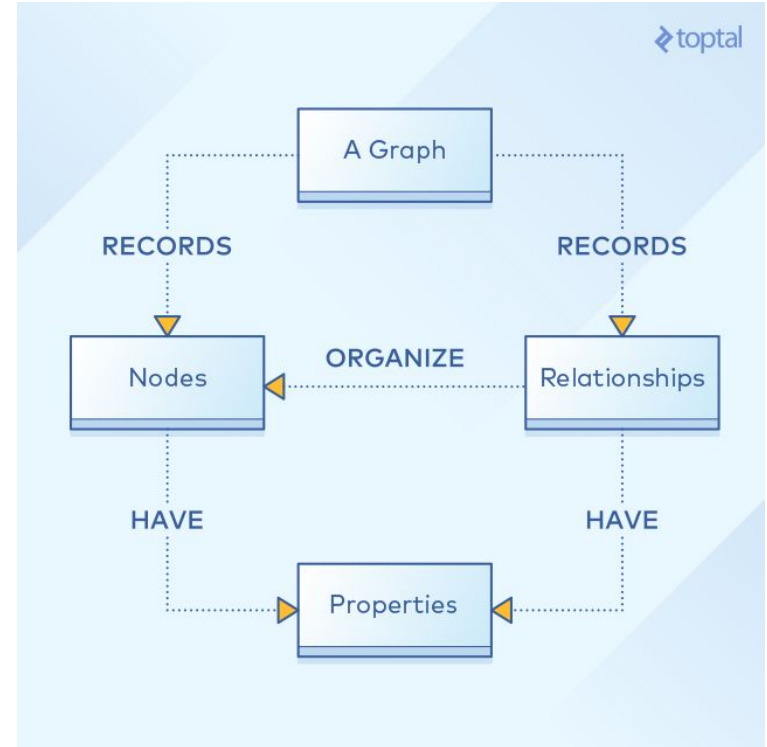 toptal
A Graph
RECORDS
RECORDS
Nodes
ORGANIZE
Relationships
HAVE
HAVE
Properties